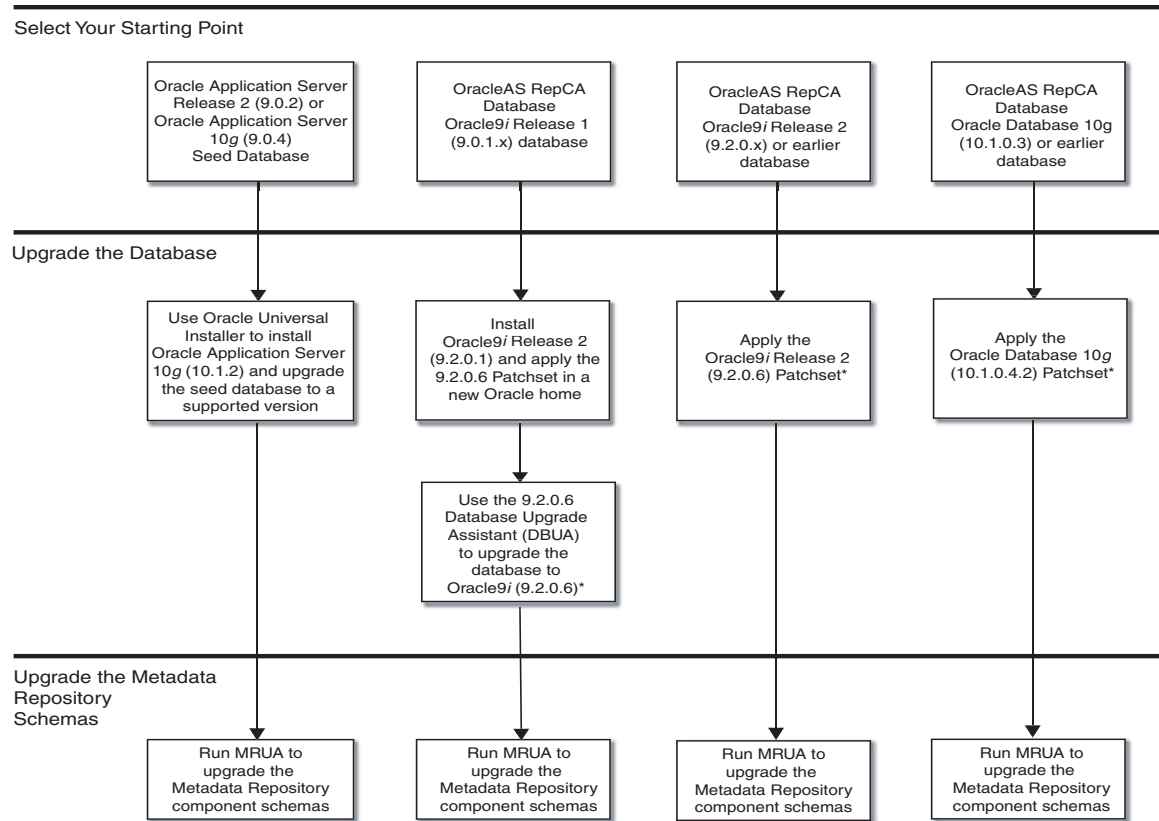 Select Your Starting Point
Oracle Application Server
Release 2 (9.0.2) or
Oracle Application Server
10g (9.0.4)
Seed Database
OracleAS RepCA
Database
Oracle9i Release 1
(9.0.1.x) database
OracleAS RepCA
Database
Oracle9i Release 2
(9.2.0.x) or earlier
database
OracleAS RepCA
Database
Oracle Database 10g
(10.1.0.3) or earlier
database
Upgrade the Database
Use Oracle Universal
Installer to install
Oracle Application Server
10g (10.1.2) and upgrade
the seed database to a
supported version
Install
Oracle9i Release 2
(9.2.0.1) and apply the
9.2.0.6 Patchset in a
new Oracle home
Apply the
Oracle9i Release 2
(9.2.0.6) Patchset*
Apply the
Oracle Database 10g
(10.1.0.4.2) Patchset*
Use the 9.2.0.6
Database Upgrade
Assistant (DBUA)
to upgrade the
database to
Oracle9i (9.2.0.6)*
Upgrade the Metadata
Repository
Schemas
Run MRUA to
upgrade the
Metadata Repository
component schemas
Run MRUA to
upgrade the
Metadata Repository
component schemas
Run MRUA to
upgrade the
Metadata Repository
component schemas
Run MRUA to
upgrade the
Metadata Repository
component schemas